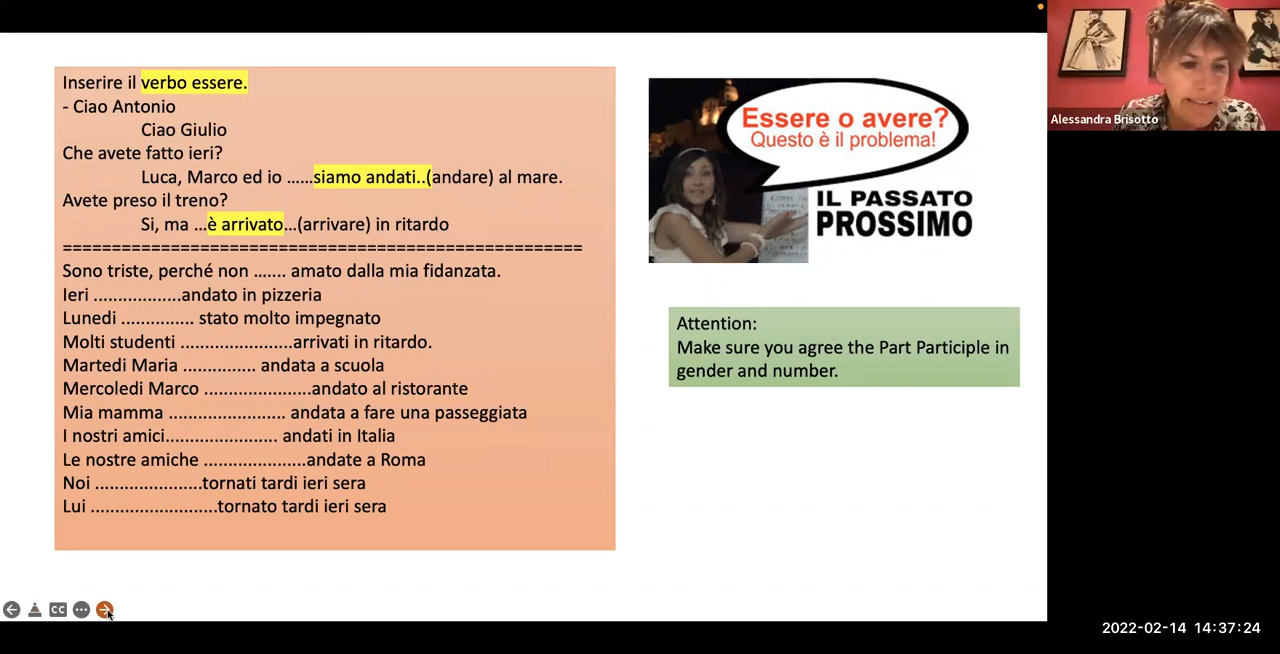 Inserire il verbo essere.
- Ciao Antonio
Ciao Giulio
Che avete fatto ieri?
Luca, Marco ed io ......siamo andati..(andare) al mare.
Avete preso il treno?
Si, ma ...è arrivato...(arrivare) in ritardo
====================================================
Sono triste, perché non ....... amato dalla mia fidanzata.
Ieri .................andato in pizzeria
Lunedi .............. stato molto impegnato
Molti studenti ......................arrivati in ritardo.
Martedi Maria .............. andata a scuola
Mercoledi Marco .....................andato al ristorante
Mia mamma ....................... andata a fare una passeggiata
I nostri amici...................... andati in Italia
Le nostre amiche ....................andate a Roma
Noi .....................tornati tardi ieri sera
Lui .........................tornato tardi ieri sera
Essere o avere?
Questo è il problema!
IL PASSATO
PROSSIMO
Attention:
Make sure you agree the Part Participle in
gender and number.
Alessandra Brisotto
CC
2022-02-14 14:37:24